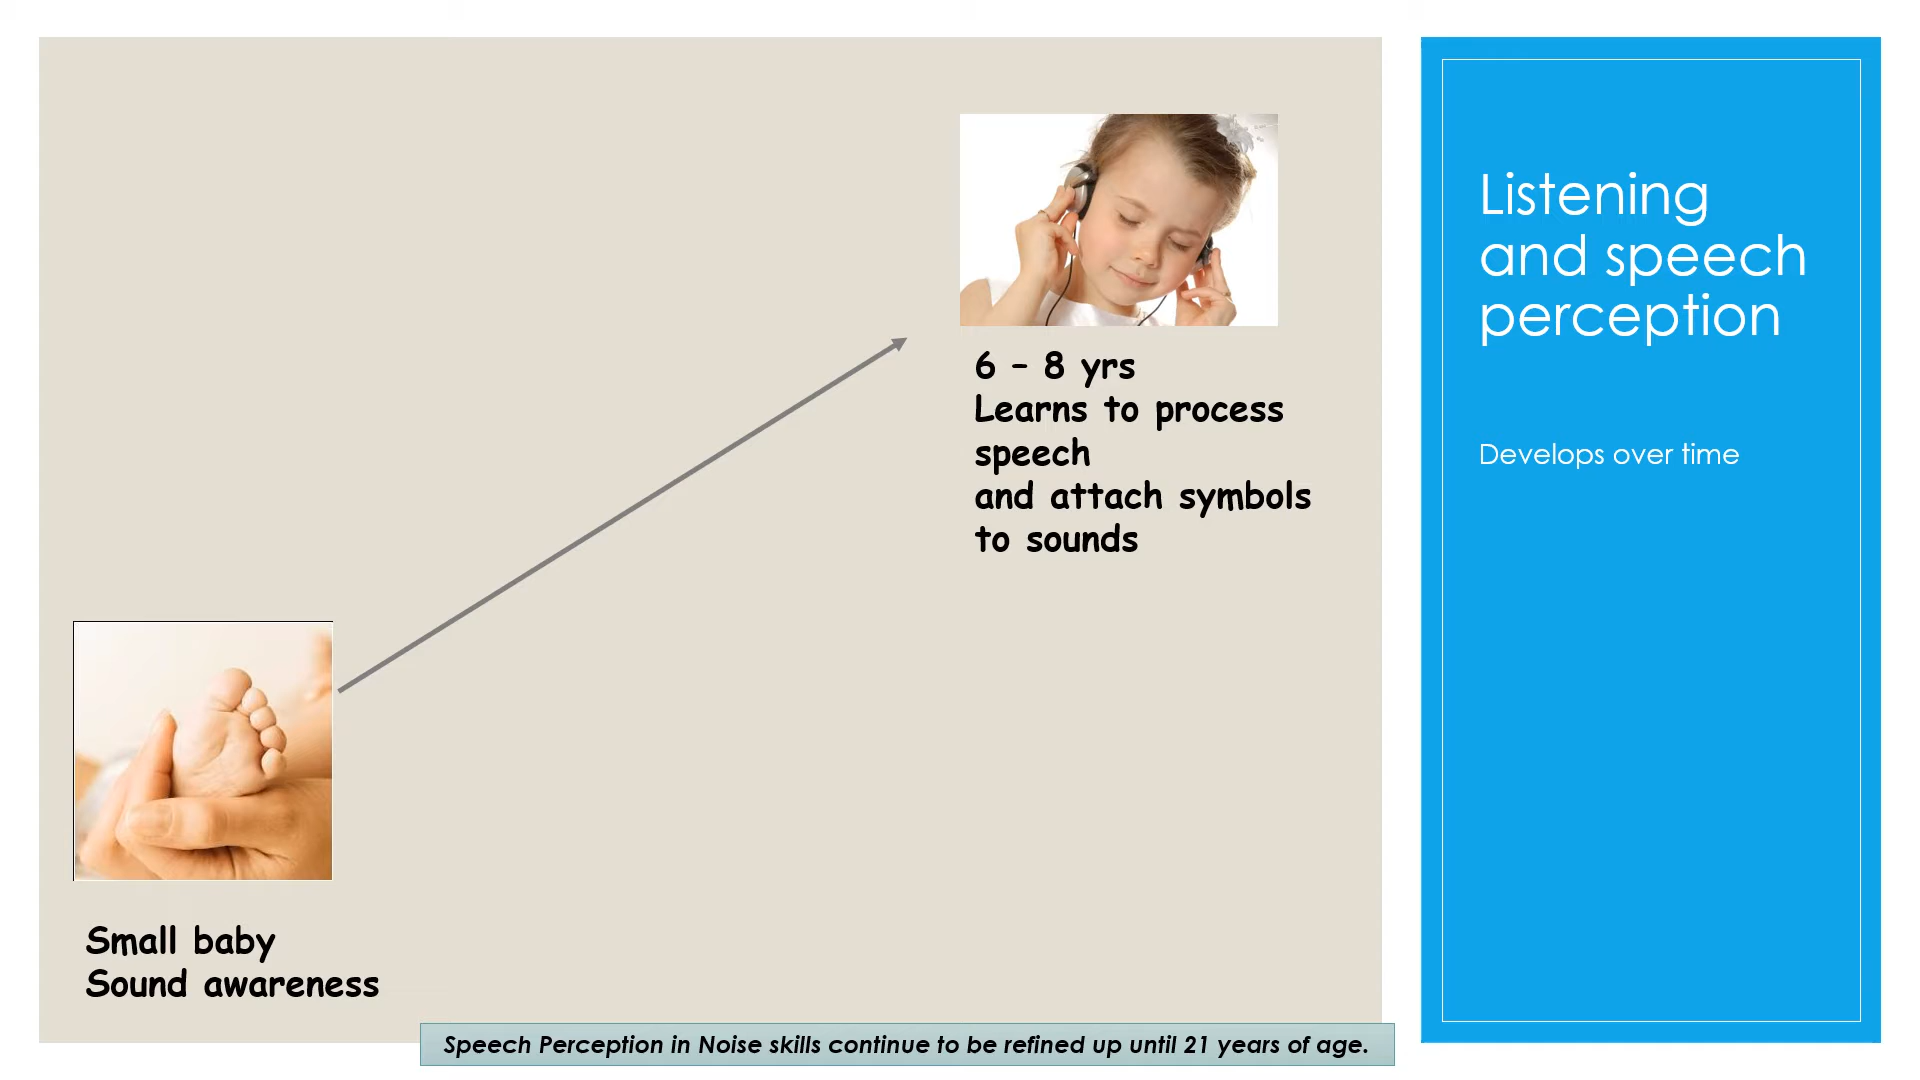 Listening
and speech
perception
Develops over time
6 – 8 yrs
Learns to process
speech
and attach symbols
to sounds
Small baby
Sound awareness
Speech Perception in Noise skills continue to be refined up until 21 years of age.